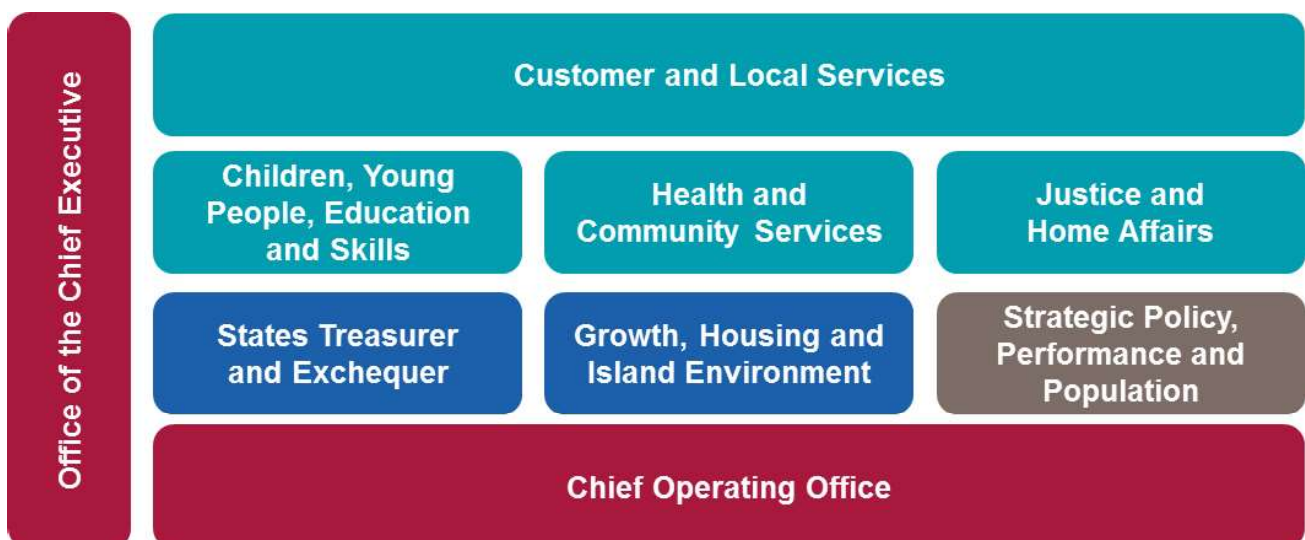 Office of the Chief Executive
Customer and Local Services
Children, Young
People, Education
and Skills
Health and
Community Services
Justice and
Home Affairs
States Treasurer
and Exchequer
Growth, Housing and
Island Environment
Strategic Policy,
Performance and
Population
Chief Operating Office